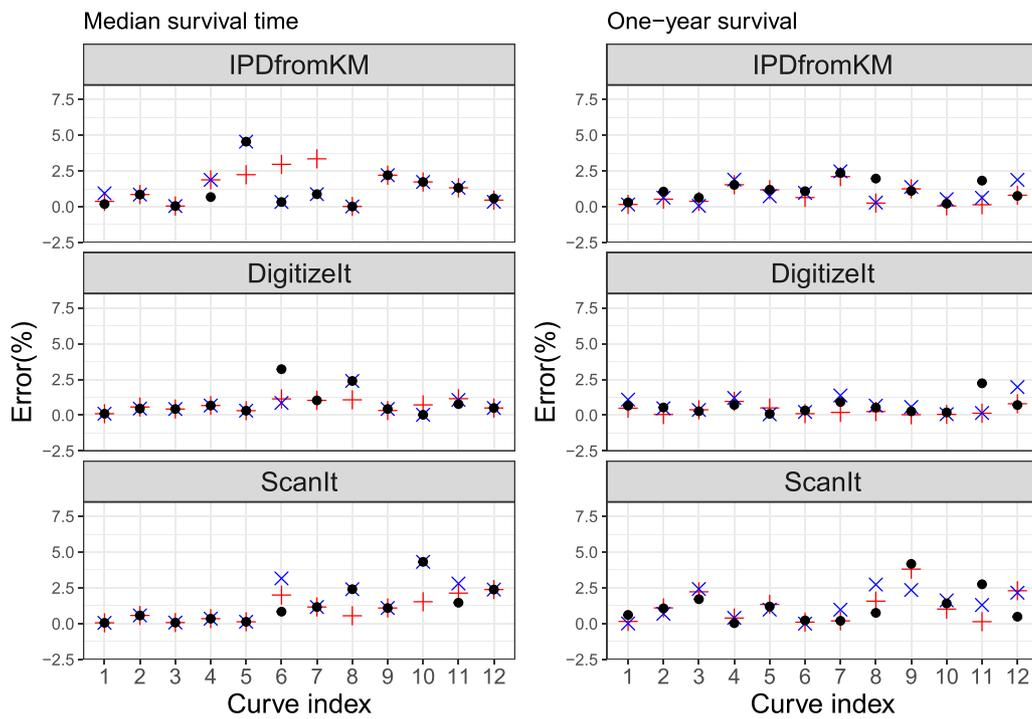 Median survival time
IPDfromKM
7.5
5.0
2.5
0.0
−2.5
DigitizeIt
7.5
5.0
2.5
0.0
−2.5
ScanIt
7.5
5.0
2.5
0.0
−2.5
Error(%)
1 2 3 4 5 6 7 8 9 10 11 12
Curve index
One−year survival
IPDfromKM
7.5
5.0
2.5
0.0
−2.5
DigitizeIt
7.5
5.0
2.5
0.0
−2.5
ScanIt
7.5
5.0
2.5
0.0
−2.5
Error(%)
1 2 3 4 5 6 7 8 9 10 11 12
Curve index